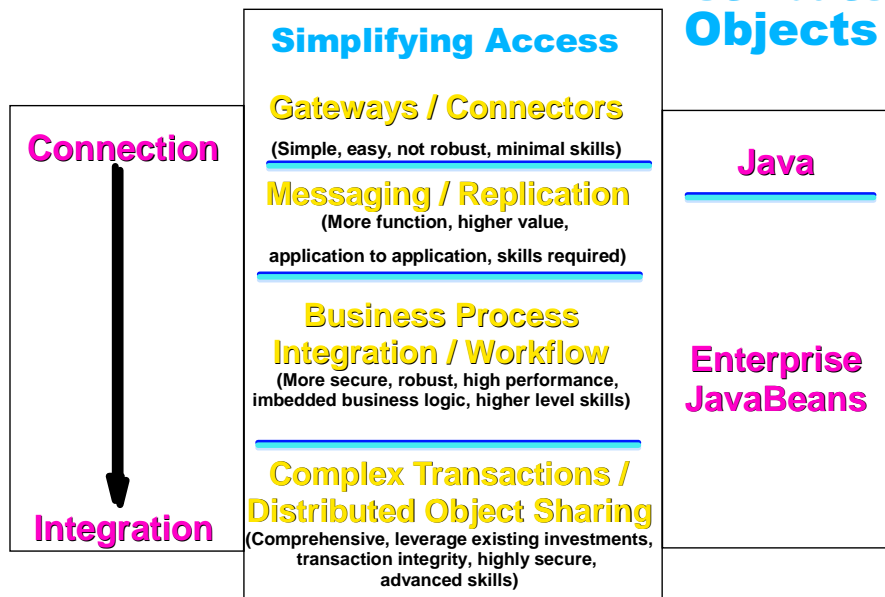 Objects
Simplifying Access
Connection
Integration
Gateways / Connectors
(Simple, easy, not robust, minimal skills)
Messaging / Replication
(More function, higher value,
application to application, skills required)
Business Process
Integration / Workflow
(More secure, robust, high performance,
imbedded business logic, higher level skills)
Complex Transactions /
Distributed Object Sharing
(Comprehensive, leverage existing investments,
transaction integrity, highly secure,
advanced skills)
Java
Enterprise
JavaBeans